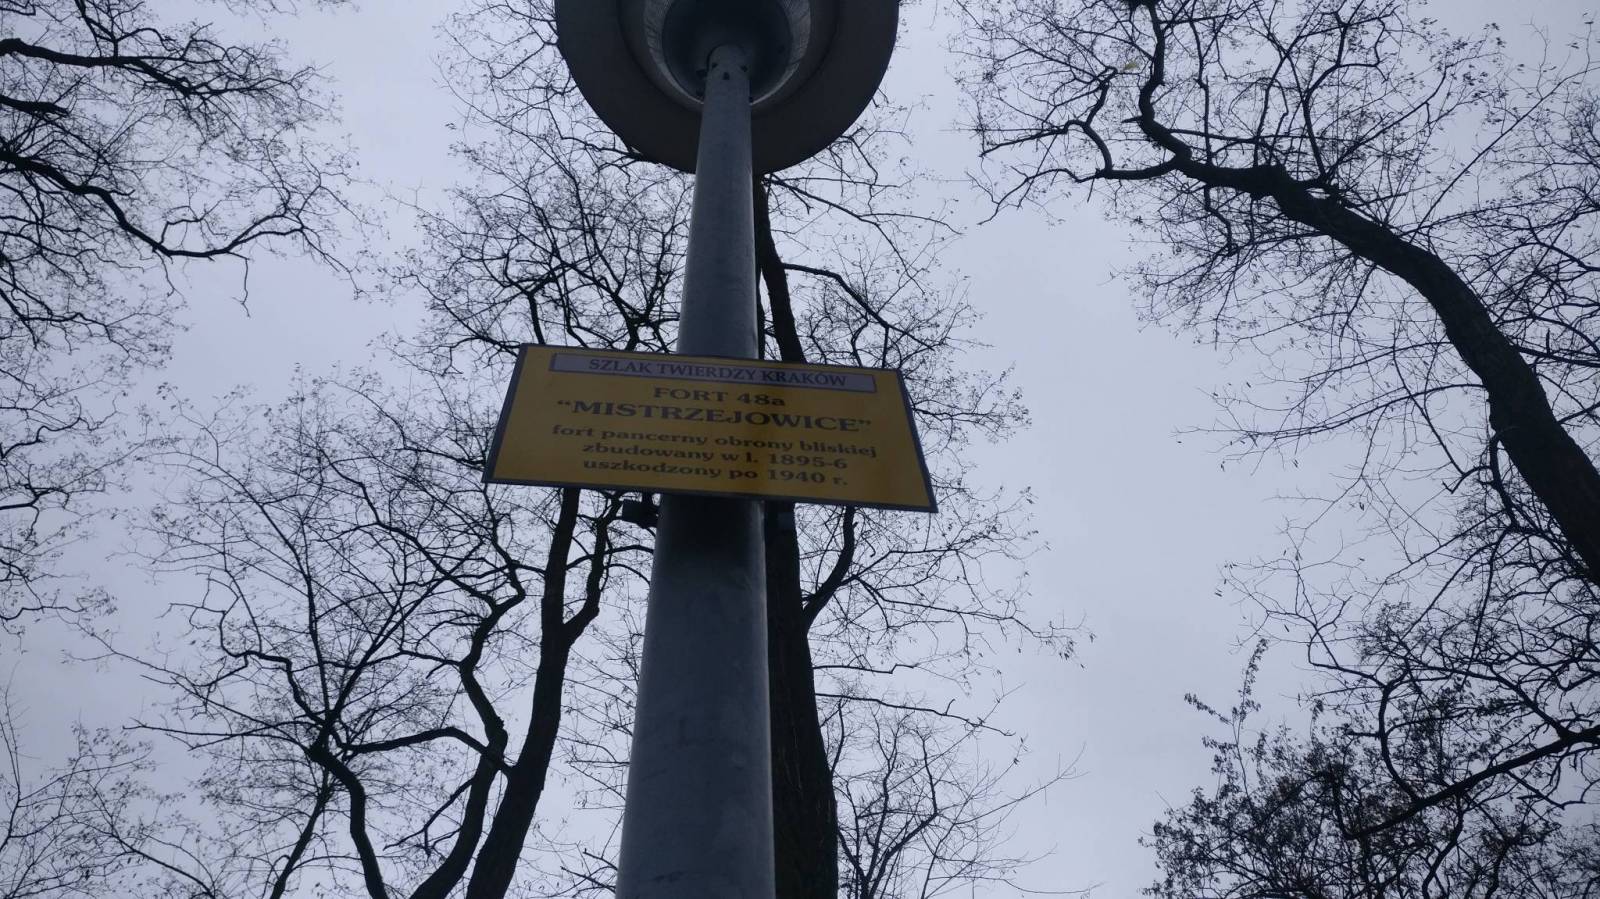 SZLAK TWIERDZY KRAKÓW
FORT 48a
“MISTRZEJOWICE”
fort pancerny obrony bliskiej
zbudowany w l. 1895-6
uszkodzony po 1940 r.